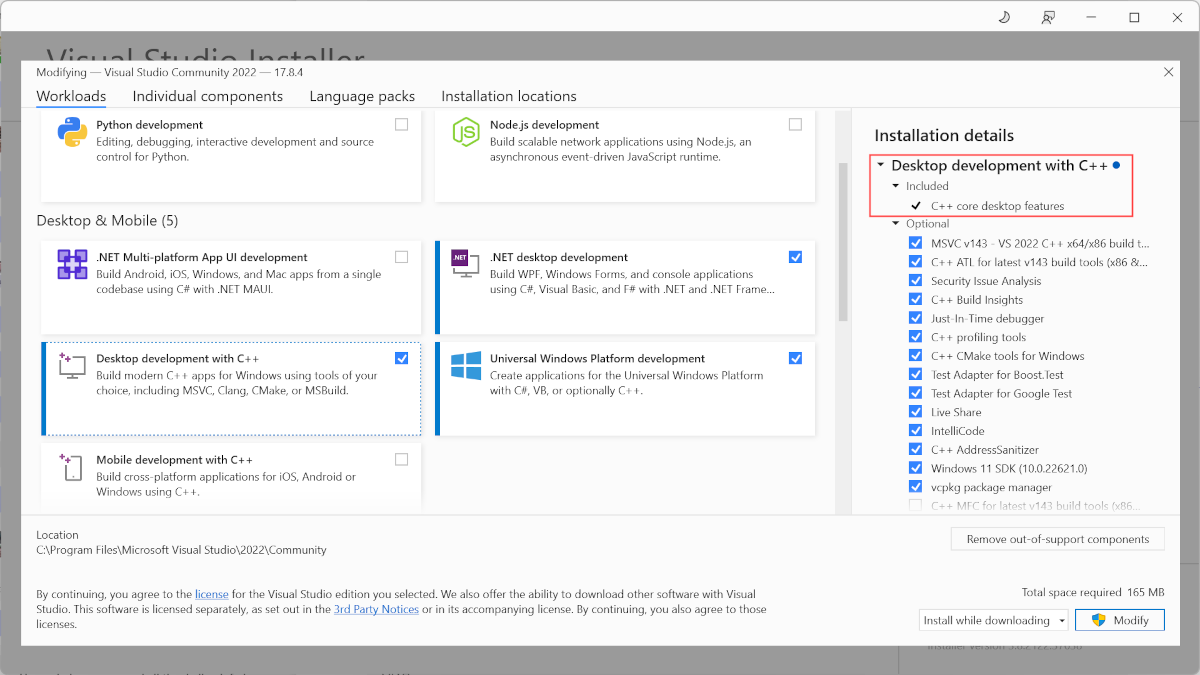 Visual Studio Installer
Modifying — Visual Studio Community 2022 — 17.8.4
Workloads
Individual components
Language packs
Installation locations
Python development
Editing, debugging, interactive development and source
control for Python.
Node.js development
Build scalable network applications using Node.js, an
asynchronous event-driven JavaScript runtime.
Desktop & Mobile (5)
.NET Multi-platform App UI development
Build Android, iOS, Windows, and Mac apps from a single
codebase using C# with .NET MAUI.
.NET
.NET desktop development
Build WPF, Windows Forms, and console applications
using C#, Visual Basic, and F# with .NET and .NET Frame...
Desktop development with C++
Build modern C++ apps for Windows using tools of your
choice, including MSVC, Clang, CMake, or MSBuild.
Universal Windows Platform development
Create applications for the Universal Windows Platform
with C#, VB, or optionally C++.
Mobile development with C++
Build cross-platform applications for iOS, Android or
Windows using C++.
Installation details
Desktop development with C++
Included
C++ core desktop features
Optional
MSVC v143 - VS 2022 C++ x64/x86 build t...
C++ ATL for latest v143 build tools (x86 &...
Security Issue Analysis
C++ Build Insights
Just-In-Time debugger
C++ profiling tools
C++ CMake tools for Windows
Test Adapter for Boost.Test
Test Adapter for Google Test
Live Share
IntelliCode
C++ AddressSanitizer
Windows 11 SDK (10.0.22621.0)
vcpkg package manager
C++ MFC for latest v143 build tools (x86...
Location
C:\Program Files\Microsoft Visual Studio\2022\Community
Remove out-of-support components
By continuing, you agree to the license for the Visual Studio edition you selected. We also offer the ability to download other software with Visual
Studio. This software is licensed separately, as set out in the 3rd Party Notices or in its accompanying license. By continuing, you also agree to those
licenses.
Total space required 165 MB
Install while downloading
Modify
Installer Version